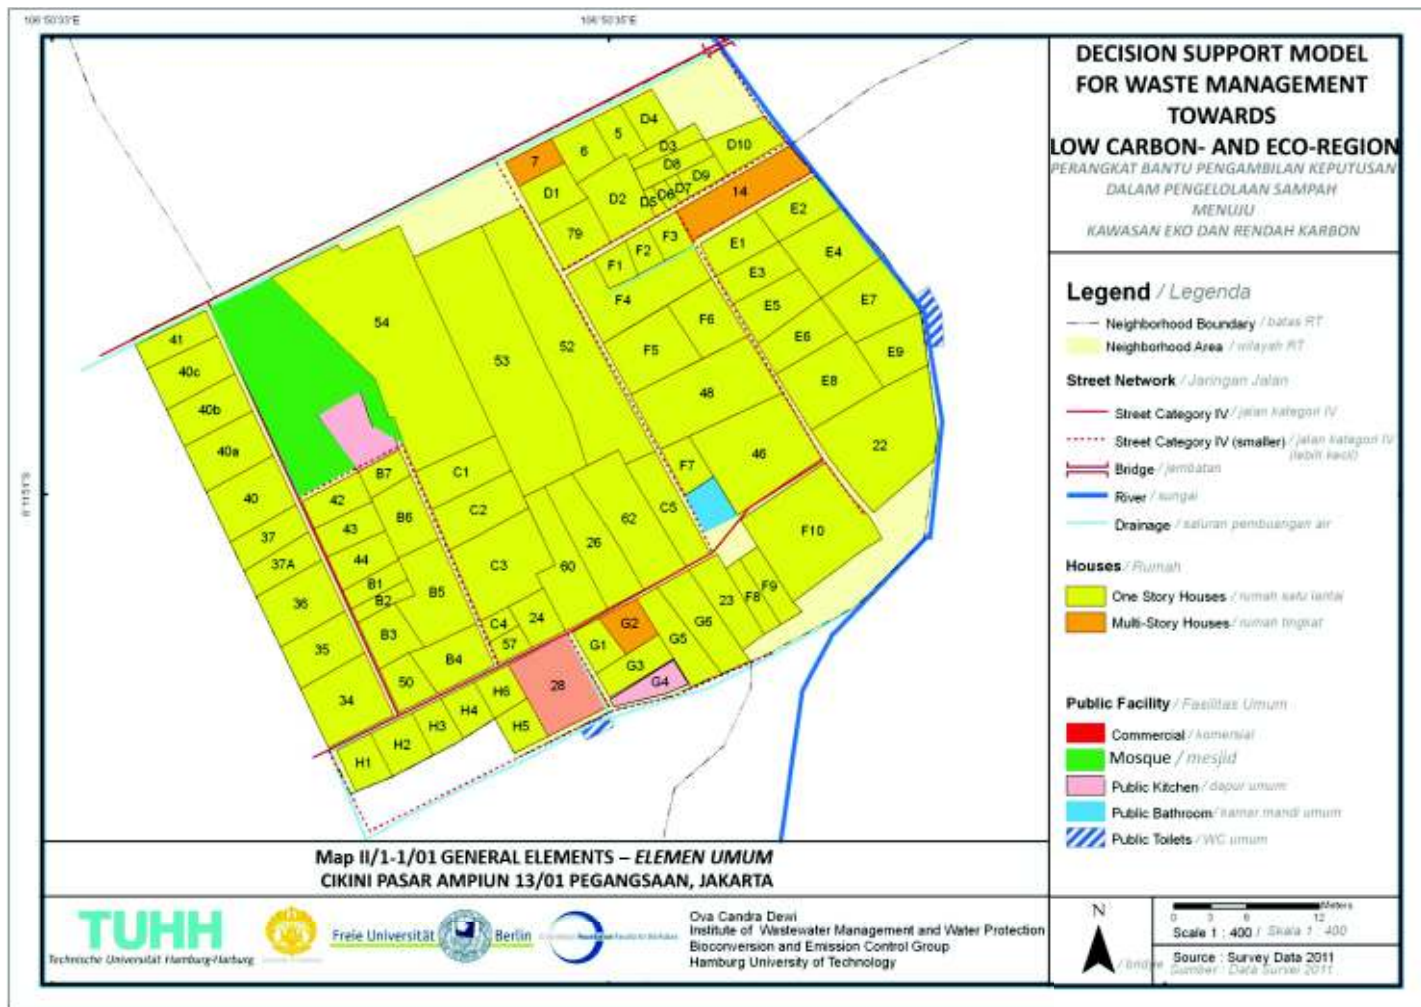 106°50'33"E 106°50'35"E
DECISION SUPPORT MODEL
FOR WASTE MANAGEMENT
TOWARDS
LOW CARBON- AND ECO-REGION
PERANGKAT BANTU PENGAMBILAN KEPUTUSAN
DALAM PENGELOLAAN SAMPAH
MENUJU
KAWASAN EKO DAN RENDAH KARBON
Legend / Legenda
Neighborhood Boundary / batas RT
Neighborhood Area / wilayah RT
Street Network / Jaringan Jalan
Street Category IV / jalan kategori IV
Street Category IV (smaller) / jalan kategori IV
(lebih kecil)
Bridge / jembatan
River / sungai
Drainage / saluran pembuangan air
Houses / Rumah
One Story Houses / rumah satu lantai
Multi-Story Houses / rumah tingkat
Public Facility / Fasilitas Umum
Commercial / komersial
Mosque / mesjid
Public Kitchen / dapur umum
Public Bathroom / kamar mandi umum
Public Toilets / WC umum
D4
5
6
7
D3
D10
D8
D9
D1
D2
D5
D6
D7
14
79
F1
F2
F3
E2
E1
E4
E3
E5
E7
E6
E9
E8
22
F4
F6
F5
48
46
F7
F10
54
53
52
41
40c
40b
40a
40
37
37A
36
35
34
42
B7
43
B6
44
B1
B2
B5
B3
B4
50
C1
C2
C3
C5
62
26
60
C4
24
57
23
F8
F9
G1
G2
G6
G5
G3
G4
28
H6
H5
H4
H3
H2
H1
Map II/1-1/01 GENERAL ELEMENTS – ELEMEN UMUM
CIKINI PASAR AMPIUN 13/01 PEGANGSAAN, JAKARTA
TUHH
Technische Universität Hamburg-Harburg
Freie Universität Berlin
Ova Candra Dewi
Institute of Wastewater Management and Water Protection
Bioconversion and Emission Control Group
Hamburg University of Technology
N
/ bridge
Meters
0 3 6 12
Scale 1 : 400 / Skala 1 : 400
Source : Survey Data 2011
Sumber : Data Survei 2011